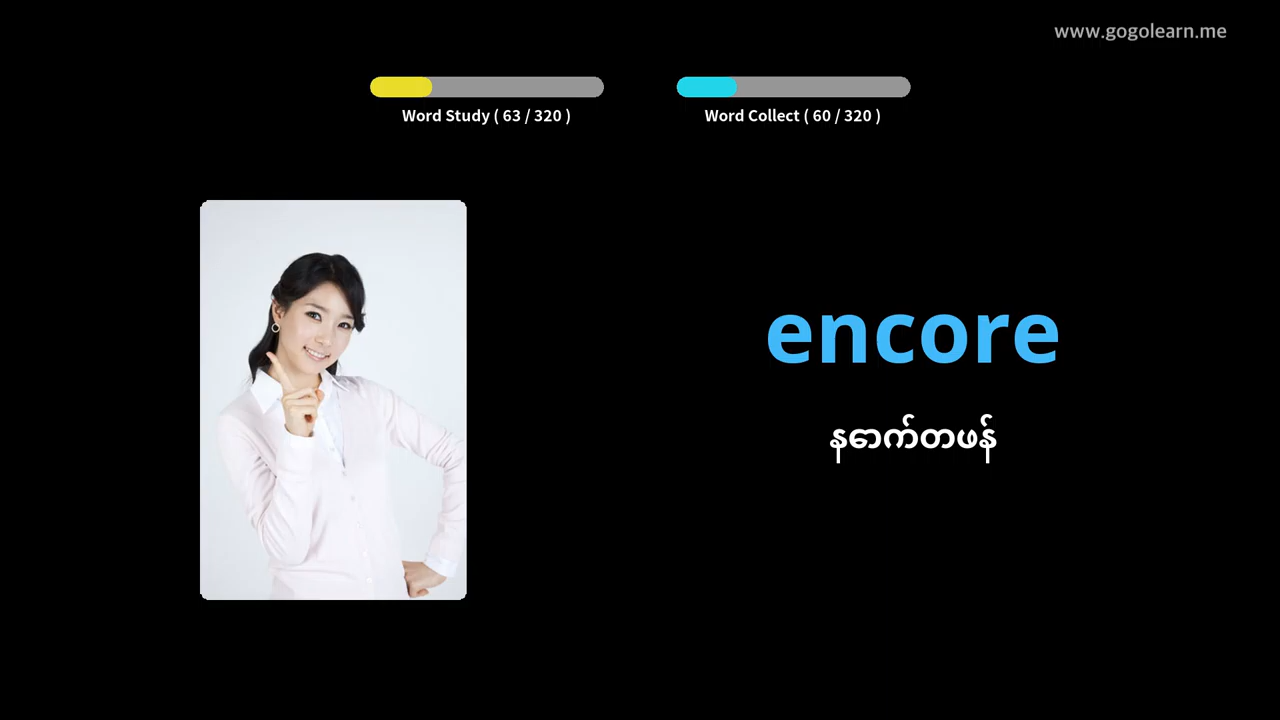 www.gogolearn.me
Word Study ( 63 / 320 )
Word Collect ( 60 / 320 )
encore
နောက်တဖန်